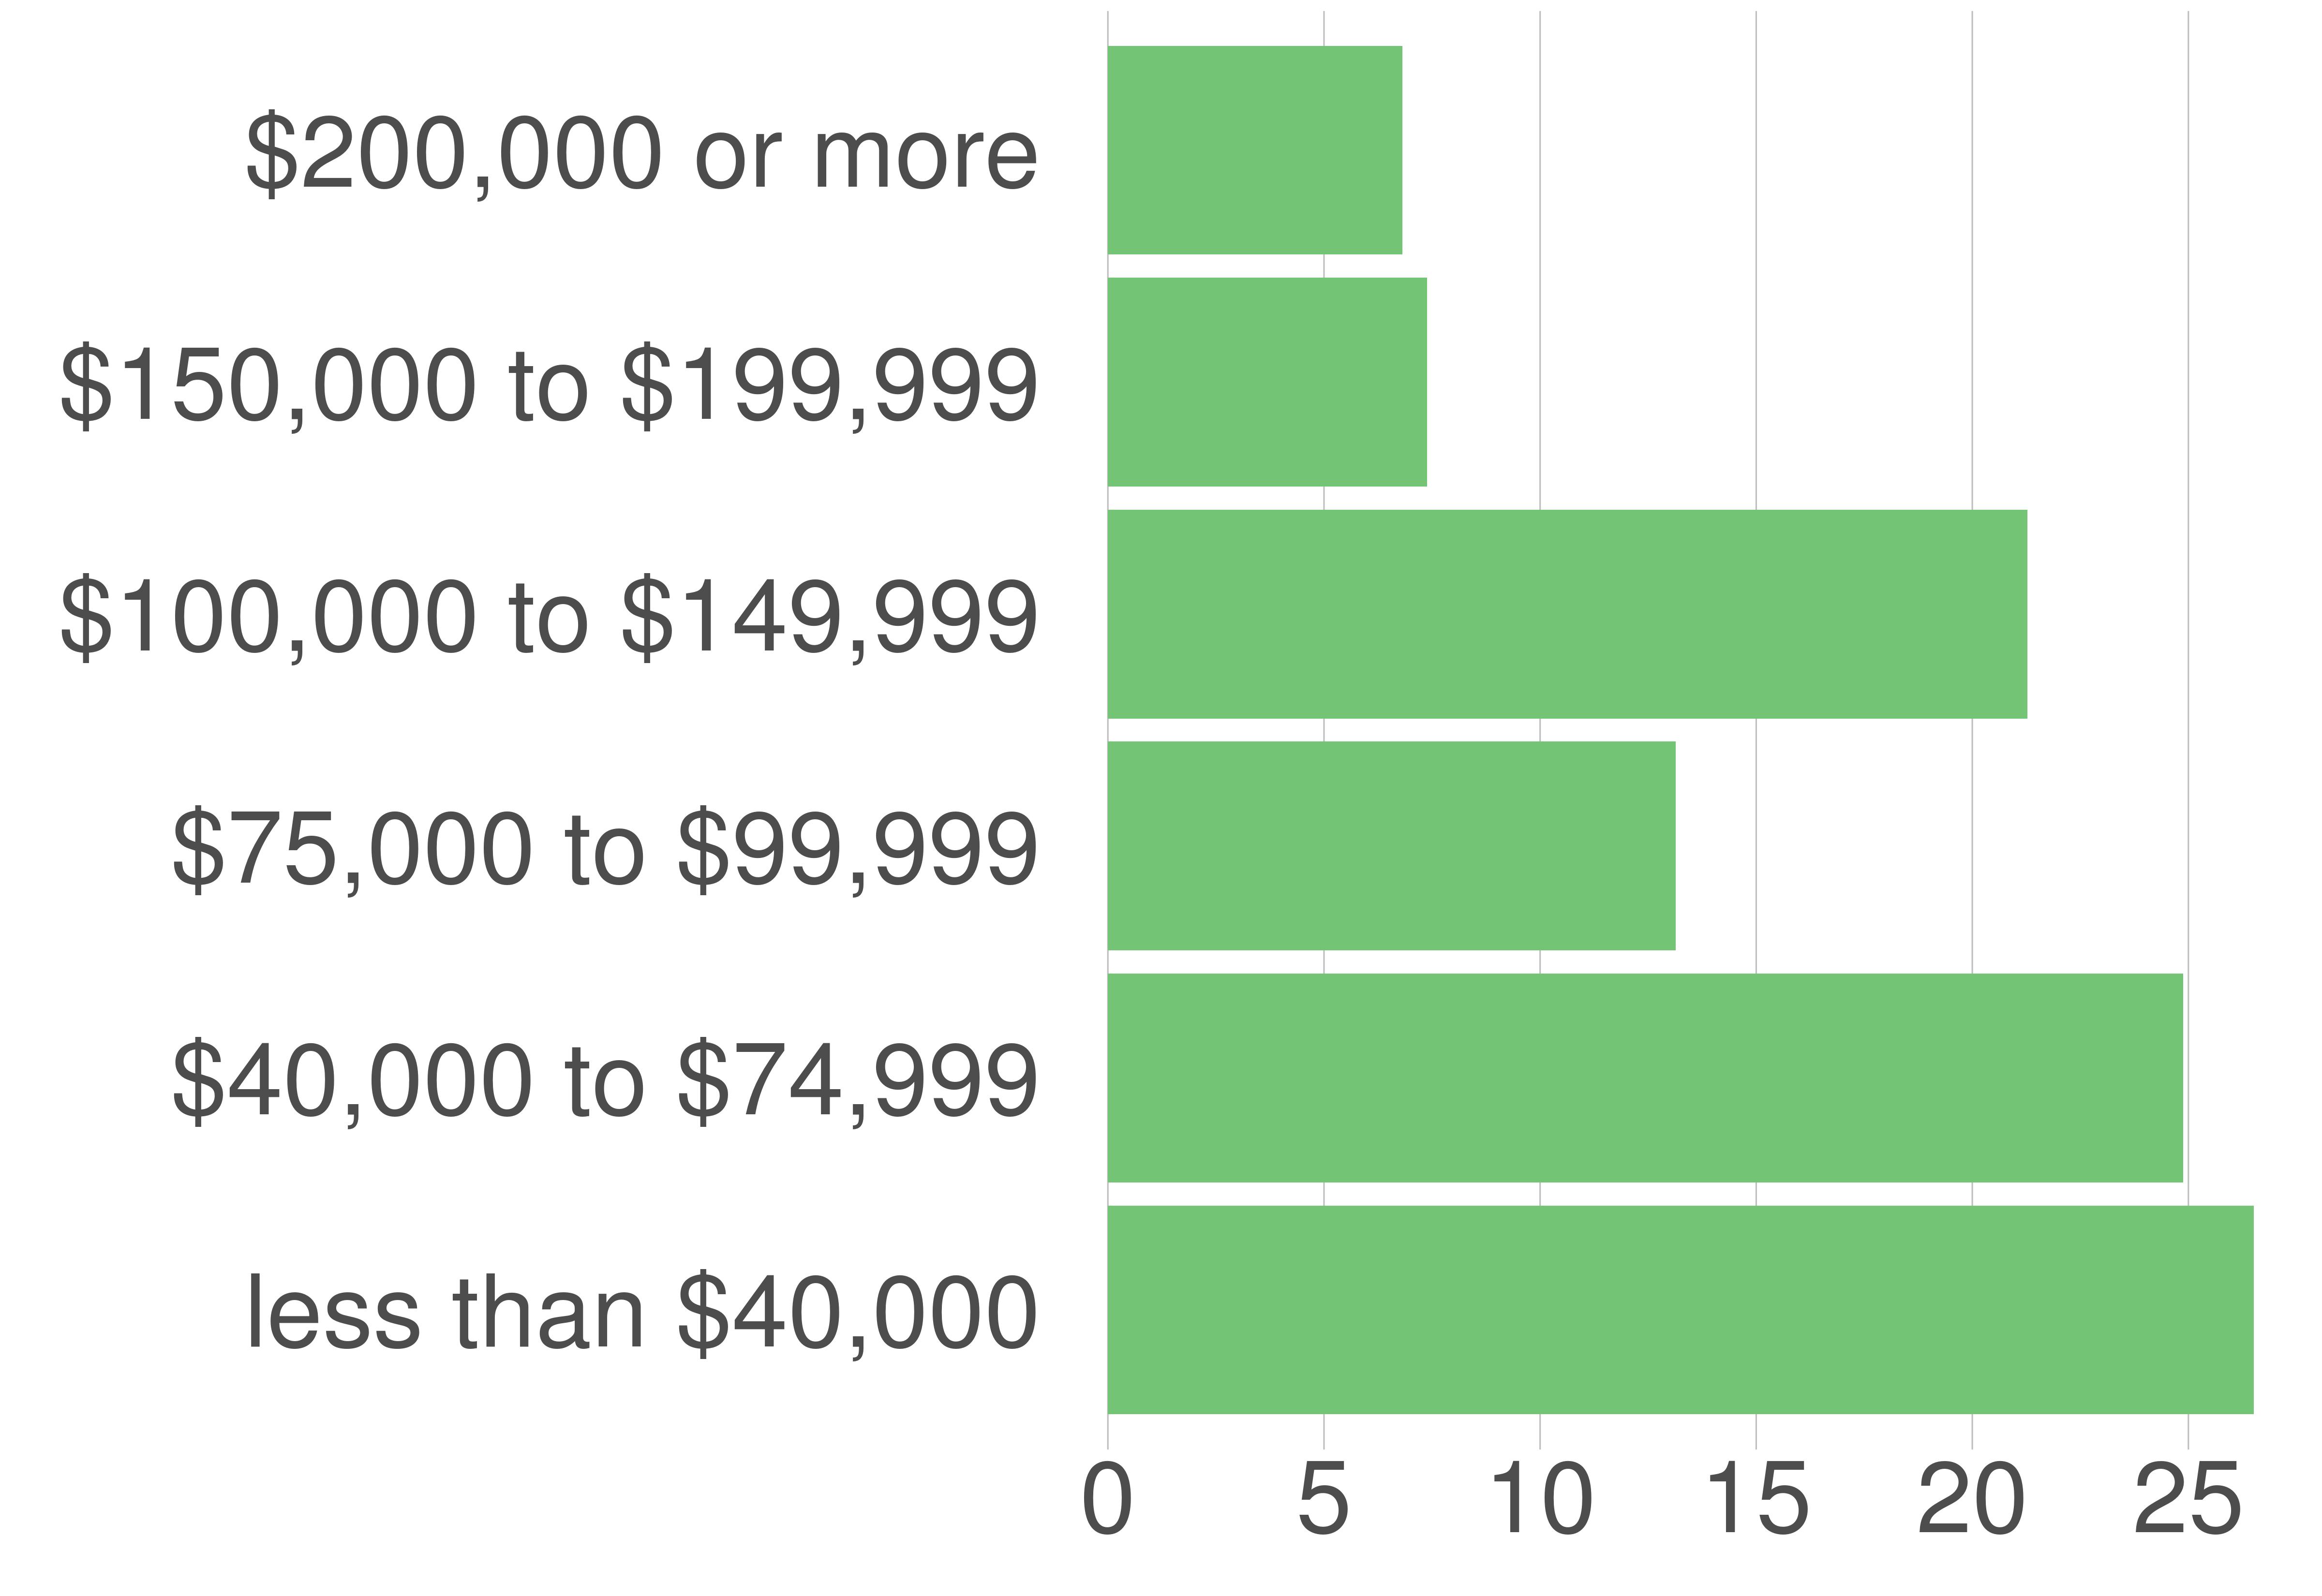 $200,000 or more
$150,000 to $199,999
$100,000 to $149,999
$75,000 to $99,999
$40,000 to $74,999
less than $40,000
0 5 10 15 20 25